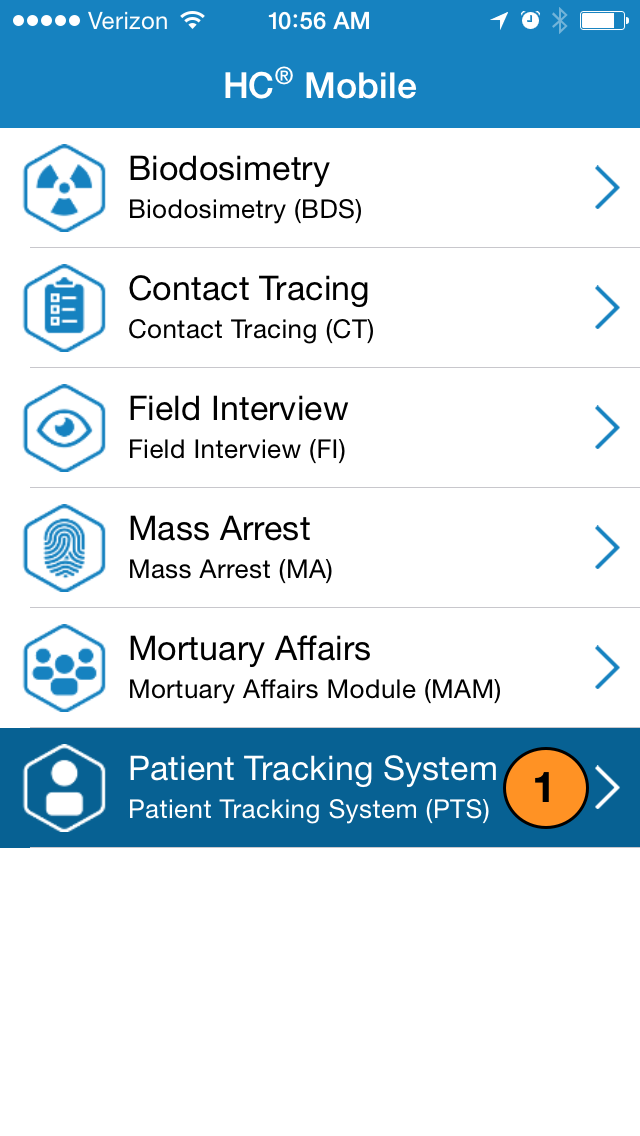 Verizon 10:56 AM
HC® Mobile
Biodosimetry
Biodosimetry (BDS)
Contact Tracing
Contact Tracing (CT)
Field Interview
Field Interview (FI)
Mass Arrest
Mass Arrest (MA)
Mortuary Affairs
Mortuary Affairs Module (MAM)
Patient Tracking System
1
Patient Tracking System (PTS)